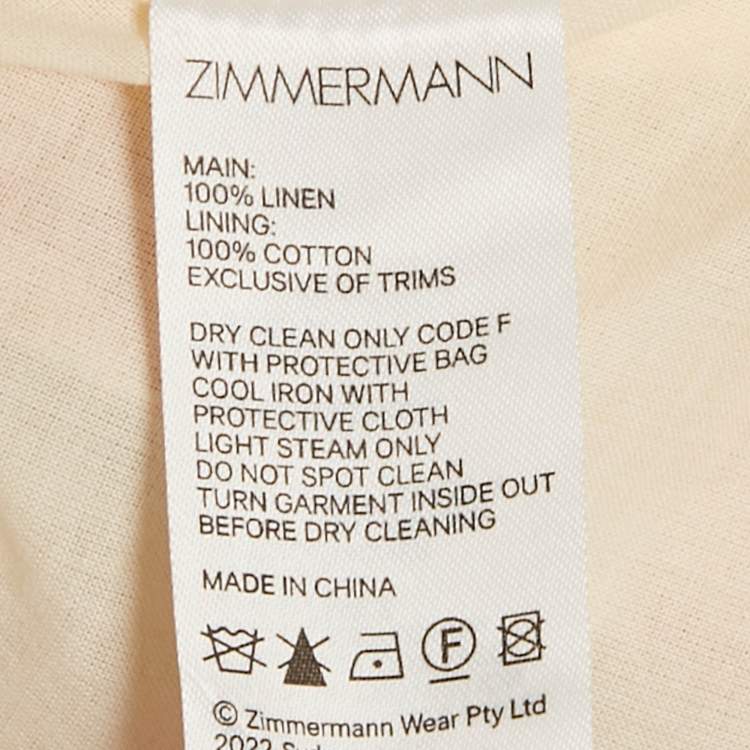 ZIMMERMANN
MAIN:
100% LINEN
LINING:
100% COTTON
EXCLUSIVE OF TRIMS
DRY CLEAN ONLY CODE F
WITH PROTECTIVE BAG
COOL IRON WITH
PROTECTIVE CLOTH
LIGHT STEAM ONLY
DO NOT SPOT CLEAN
TURN GARMENT INSIDE OUT
BEFORE DRY CLEANING
MADE IN CHINA
F
© Zimmermann Wear Pty Ltd
2022